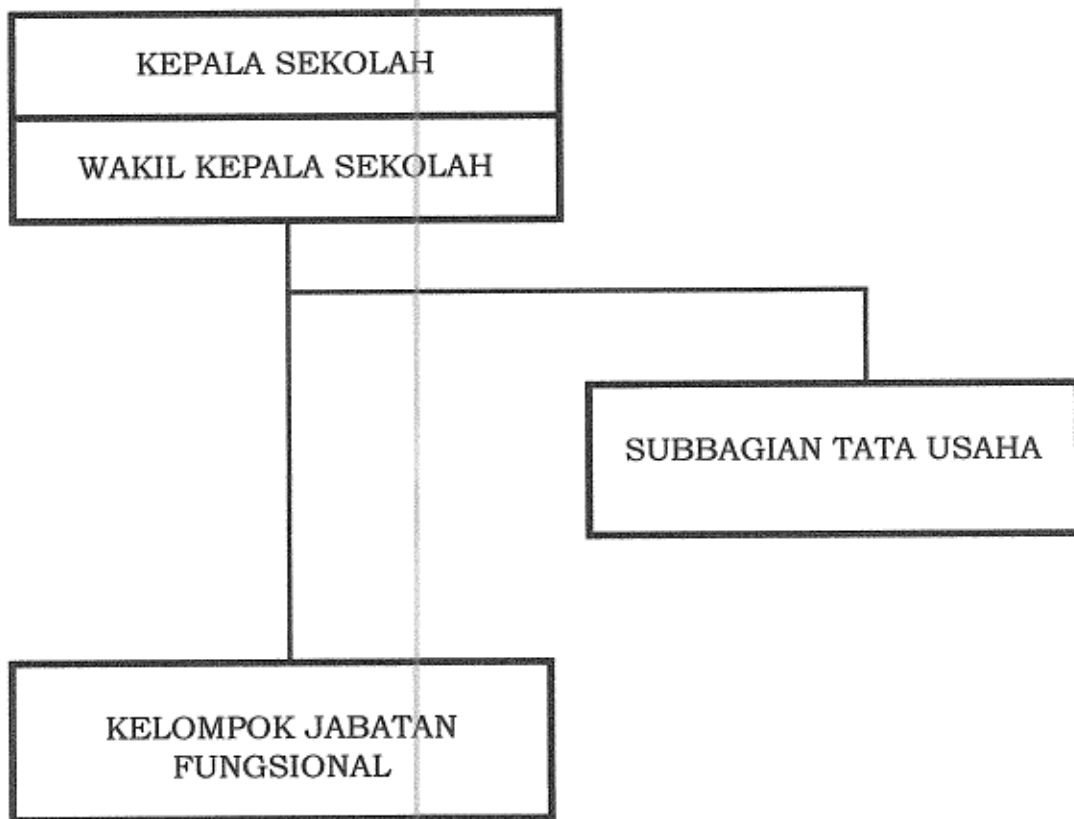 KEPALA SEKOLAH
WAKIL KEPALA SEKOLAH
SUBBAGIAN TATA USAHA
KELOMPOK JABATAN
FUNGSIONAL